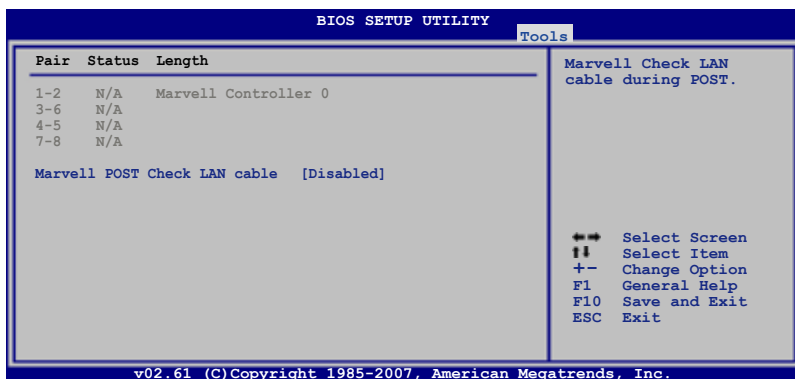 BIOS SETUP UTILITY
Tools
Pair Status Length
1-2 N/A Marvell Controller 0
3-6 N/A
4-5 N/A
7-8 N/A
Marvell POST Check LAN cable [Disabled]
Marvell Check LAN
cable during POST.
←→ Select Screen
↑↓ Select Item
+- Change Option
F1 General Help
F10 Save and Exit
ESC Exit
v02.61 (C)Copyright 1985-2007, American Megatrends, Inc.